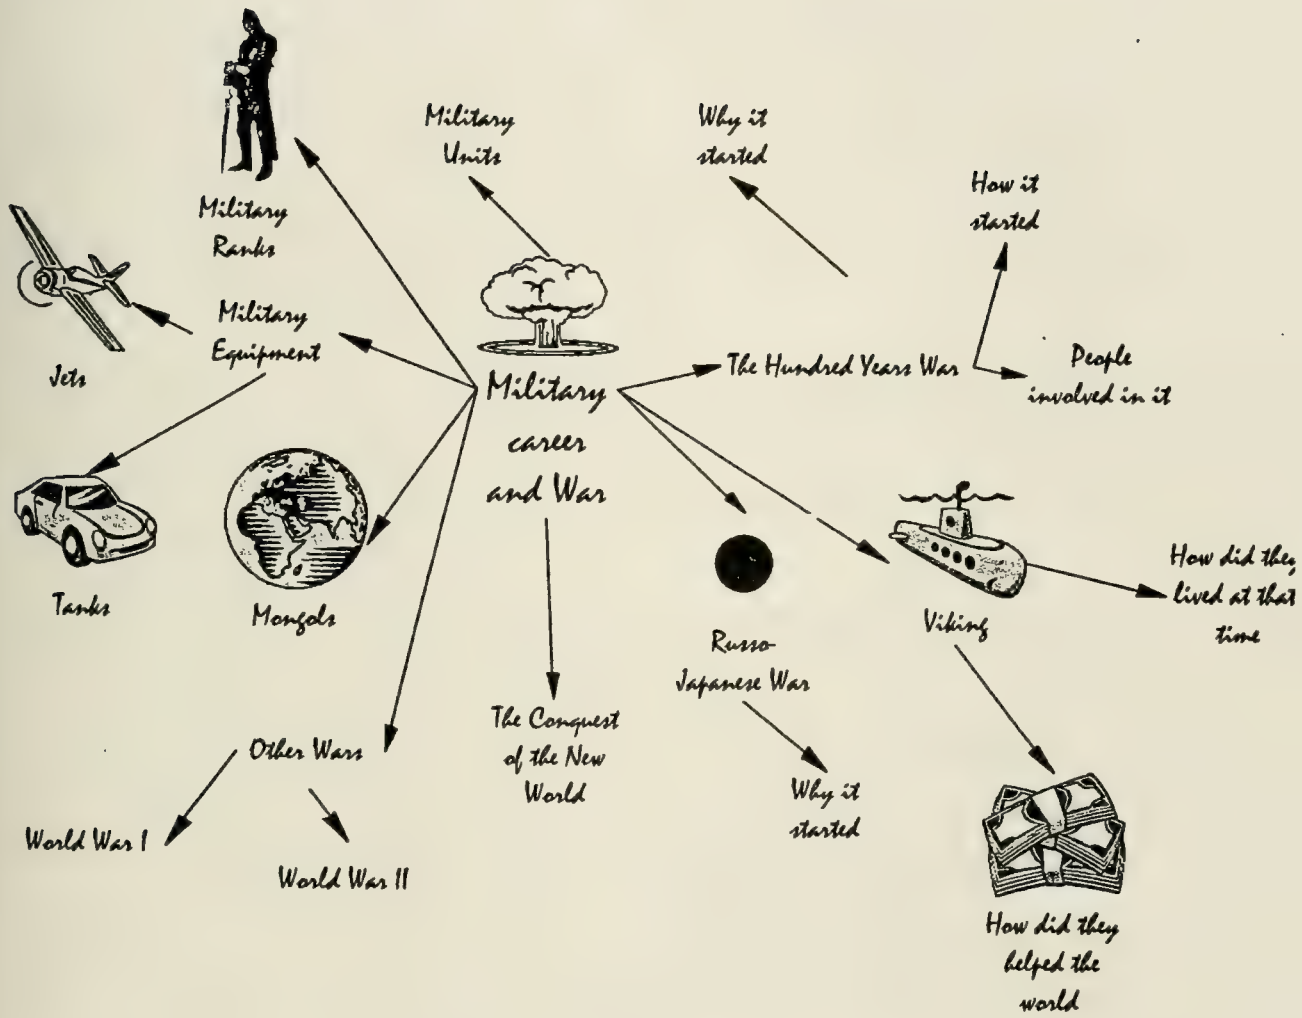 Military
Units
Why it
started
How it
started
Military
Ranks
Military
Equipment
Jets
The Hundred Years War
People
involved in it
Military
career
and War
Tanks
Mongols
Viking
How did they
lived at that
time
Russo-
Japanese War
Other Wars
The Conquest
of the New
World
Why it
started
World War I
World War II
How did they
helped the
world